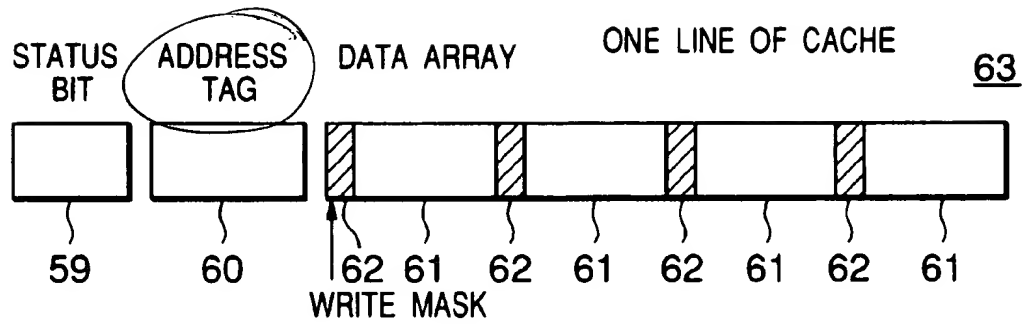 STATUS BIT
ADDRESS TAG
DATA ARRAY
ONE LINE OF CACHE
63
59 60 62 61 62 61 62 61 62 61
WRITE MASK